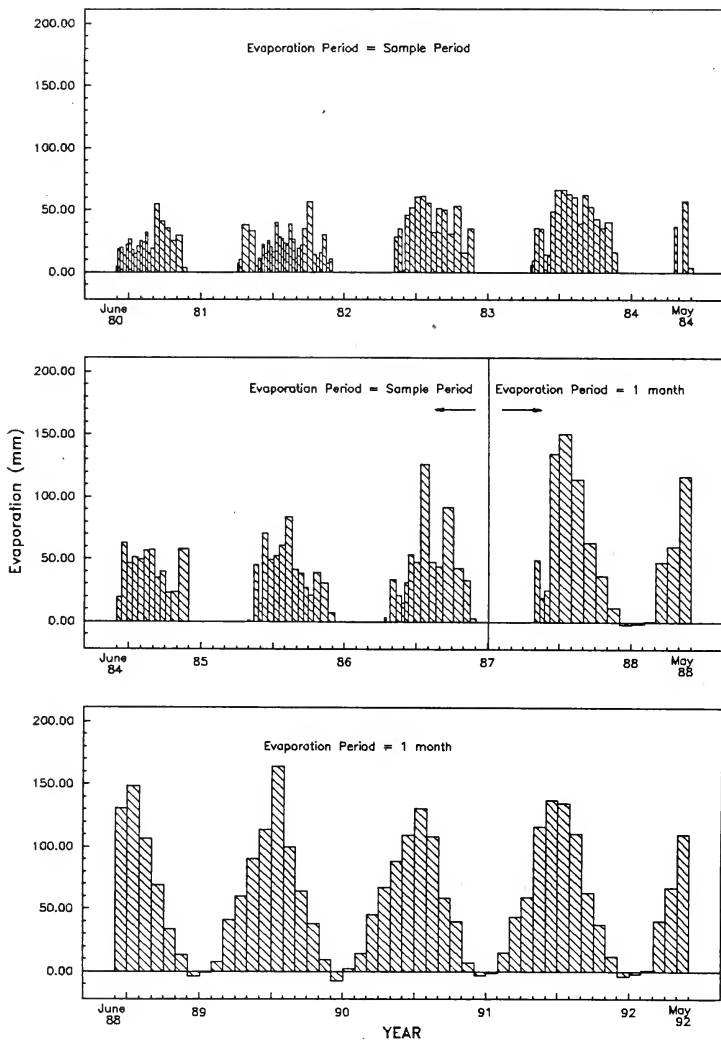 200.00
Evaporation Period = Sample Period
150.00
100.00
50.00
0.00
June
80
81
82
83
84
May
84
200.00
Evaporation Period = Sample Period
Evaporation Period = 1 month
150.00
100.00
50.00
0.00
June
84
85
86
87
88
May
88
Evaporation (mm)
200.00
Evaporation Period = 1 month
150.00
100.00
50.00
0.00
June
88
89
90
91
92
May
92
YEAR